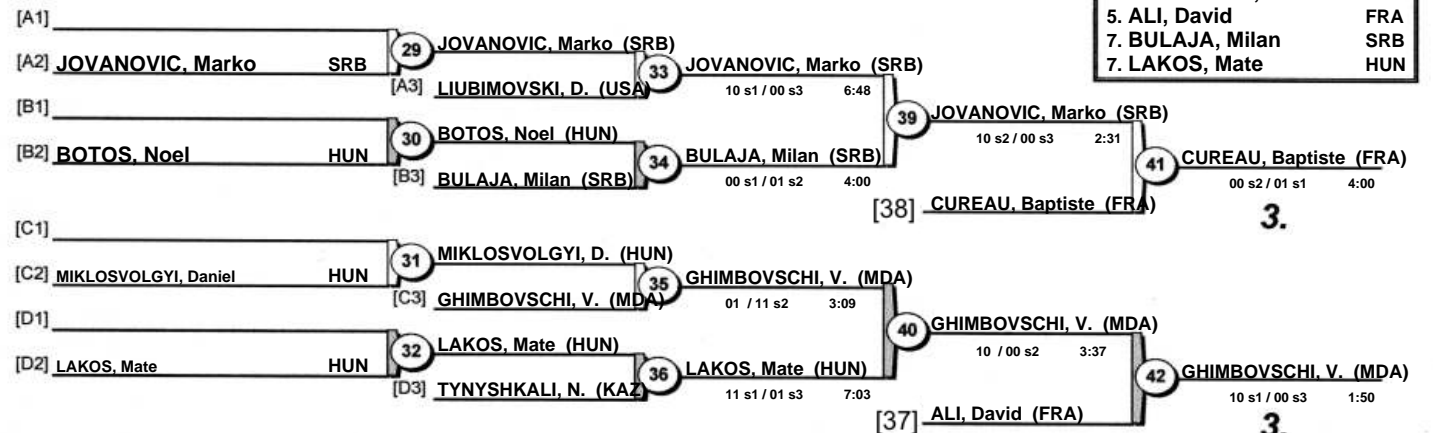 5. ALI, David FRA
7. BULAJA, Milan SRB
7. LAKOS, Mate HUN
[A1]
[A2] JOVANOVIC, Marko SRB
29 JOVANOVIC, Marko (SRB)
[A3] LIUBIMOVSKI, D. (USA)
33 JOVANOVIC, Marko (SRB)
10 s1 / 00 s3 6:48
[B1]
[B2] BOTOS, Noel HUN
30 BOTOS, Noel (HUN)
[B3] BULAJA, Milan (SRB)
34 BULAJA, Milan (SRB)
00 s1 / 01 s2 4:00
39 JOVANOVIC, Marko (SRB)
10 s2 / 00 s3 2:31
[38] CUREAU, Baptiste (FRA)
41 CUREAU, Baptiste (FRA)
00 s2 / 01 s1 4:00
3.
[C1]
[C2] MIKLOSVOLGYI, Daniel HUN
31 MIKLOSVOLGYI, D. (HUN)
[C3] GHIMBOVSCHI, V. (MDA)
35 GHIMBOVSCHI, V. (MDA)
01 / 11 s2 3:09
[D1]
[D2] LAKOS, Mate HUN
32 LAKOS, Mate (HUN)
[D3] TYNYSHKALI, N. (KAZ)
36 LAKOS, Mate (HUN)
11 s1 / 01 s3 7:03
40 GHIMBOVSCHI, V. (MDA)
10 / 00 s2 3:37
[37] ALI, David (FRA)
42 GHIMBOVSCHI, V. (MDA)
10 s1 / 00 s3 1:50
3.